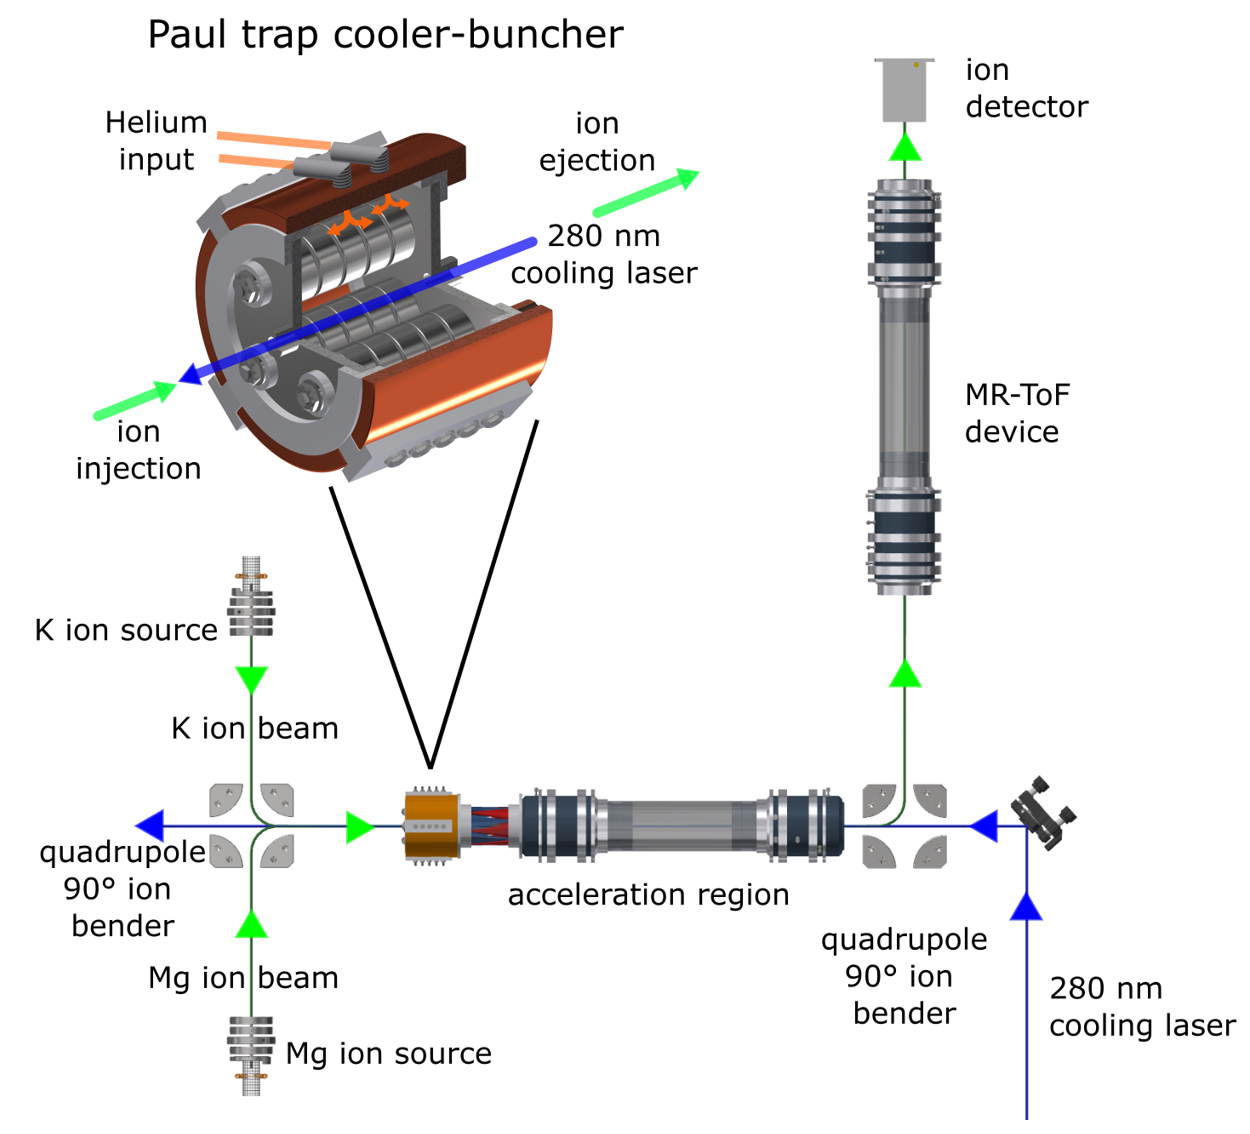 Paul trap cooler-buncher
Helium
input
ion
ejection
280 nm
cooling laser
ion
injection
ion
detector
MR-ToF
device
K ion source
K ion beam
quadrupole
90° ion
bender
acceleration region
Mg ion beam
Mg ion source
quadrupole
90° ion
bender
280 nm
cooling laser